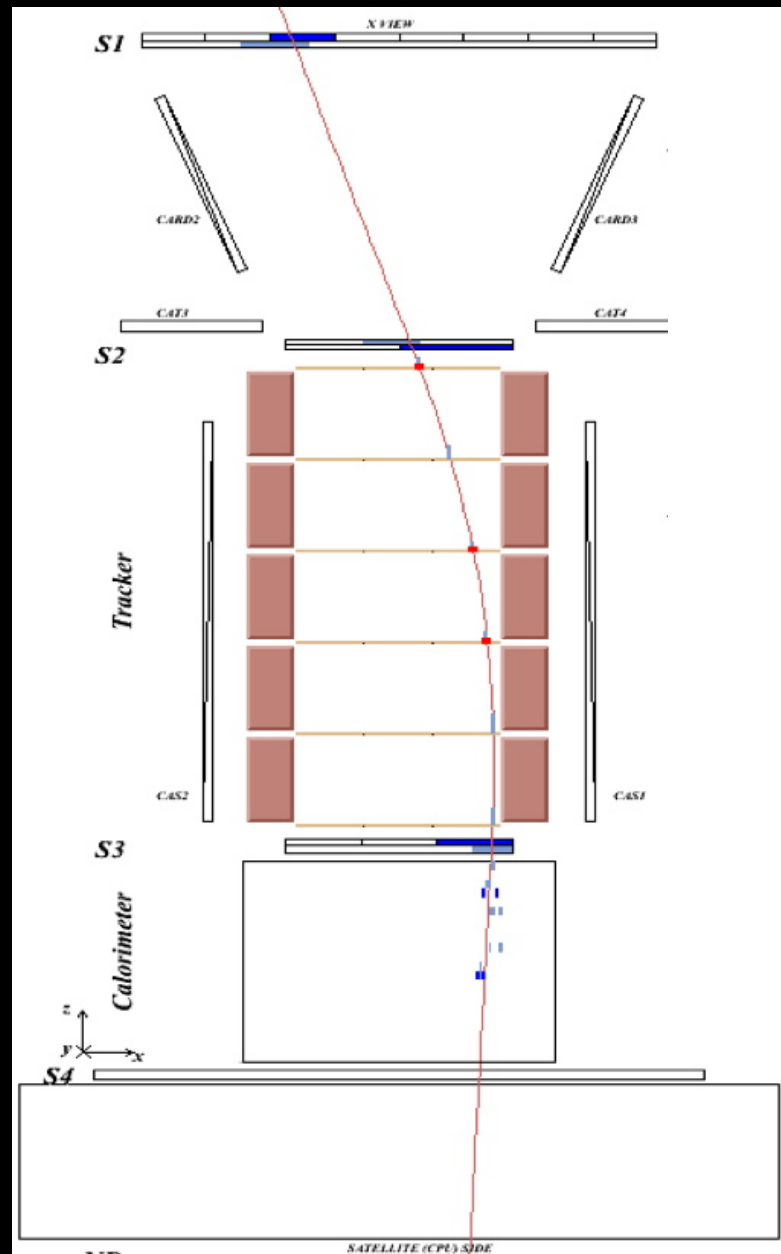 X VIEW
S1
CARD2
CARD3
CAT3
CAT4
S2
Tracker
CAS2
CAS1
S3
Calorimeter
z
y
x
S4
SATELLITE (CPU) SIDE